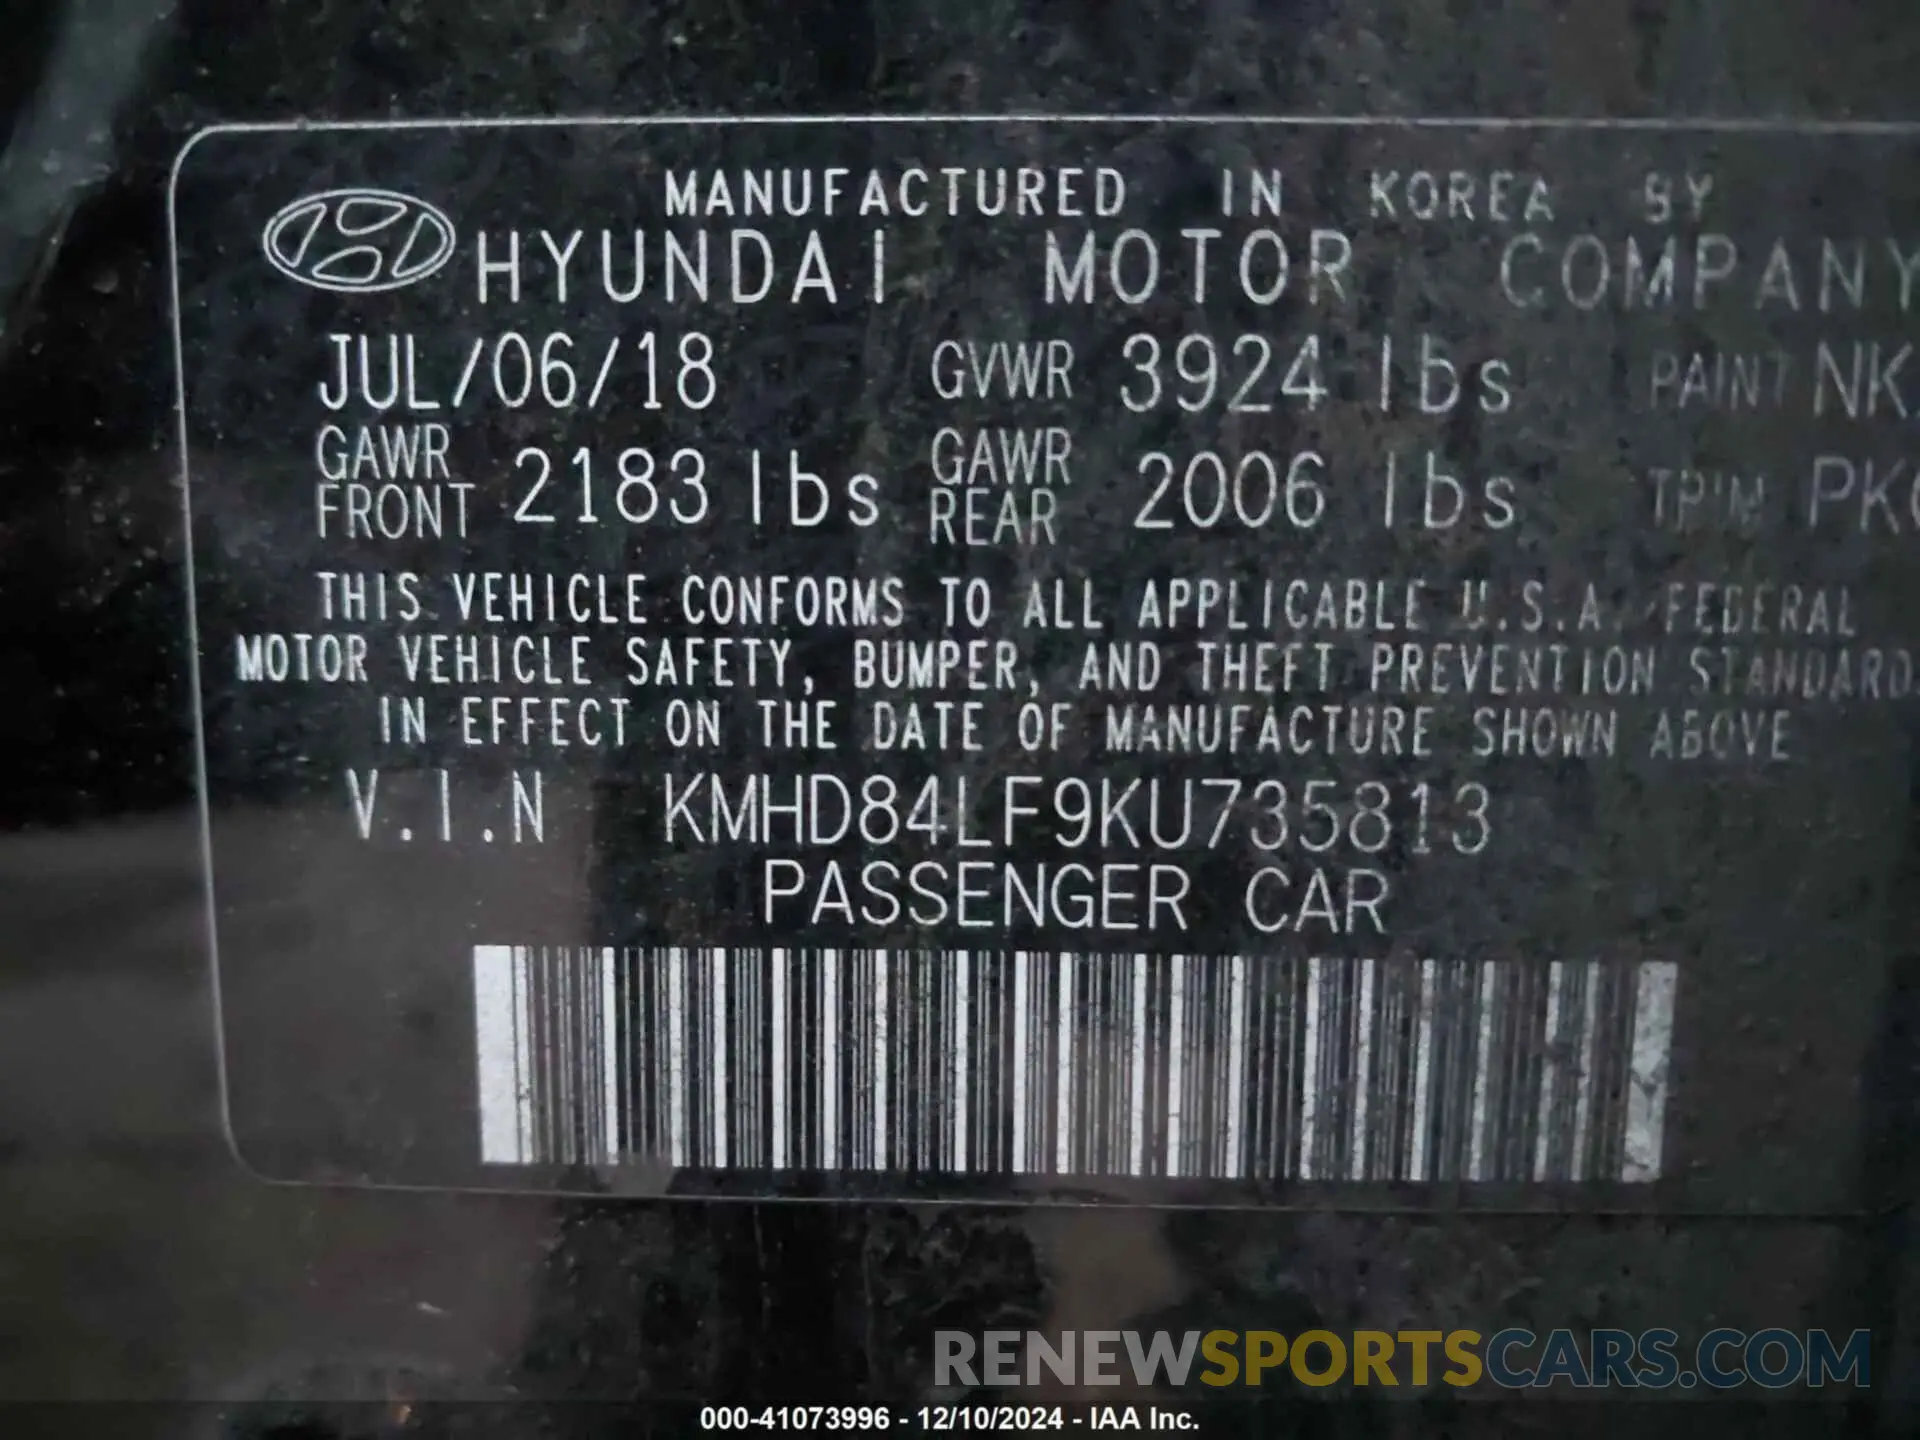 MANUFACTURED IN KOREA BY
HYUNDAI MOTOR COMPANY
JUL/06/18 GVWR 3924 lbs PAINT
GAWR FRONT 2183 lbs GAWR REAR 2006 lbs TRIM
THIS VEHICLE CONFORMS TO ALL APPLICABLE U.S.A. FEDERAL
MOTOR VEHICLE SAFETY, BUMPER, AND THEFT PREVENTION STANDARD
IN EFFECT ON THE DATE OF MANUFACTURE SHOWN ABOVE
V.I.N KMHD84LF9KU735813
PASSENGER CAR
RENEWSPORTSCARS.COM
000-41073996 - 12/10/2024 - IAA Inc.